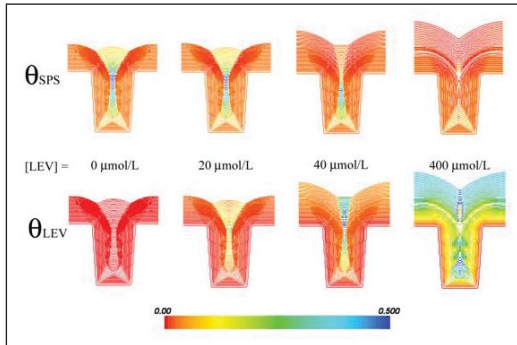 θSPS
[LEV] = 0 μmol/L 20 μmol/L 40 μmol/L 400 μmol/L
θLEV
0.00 0.500